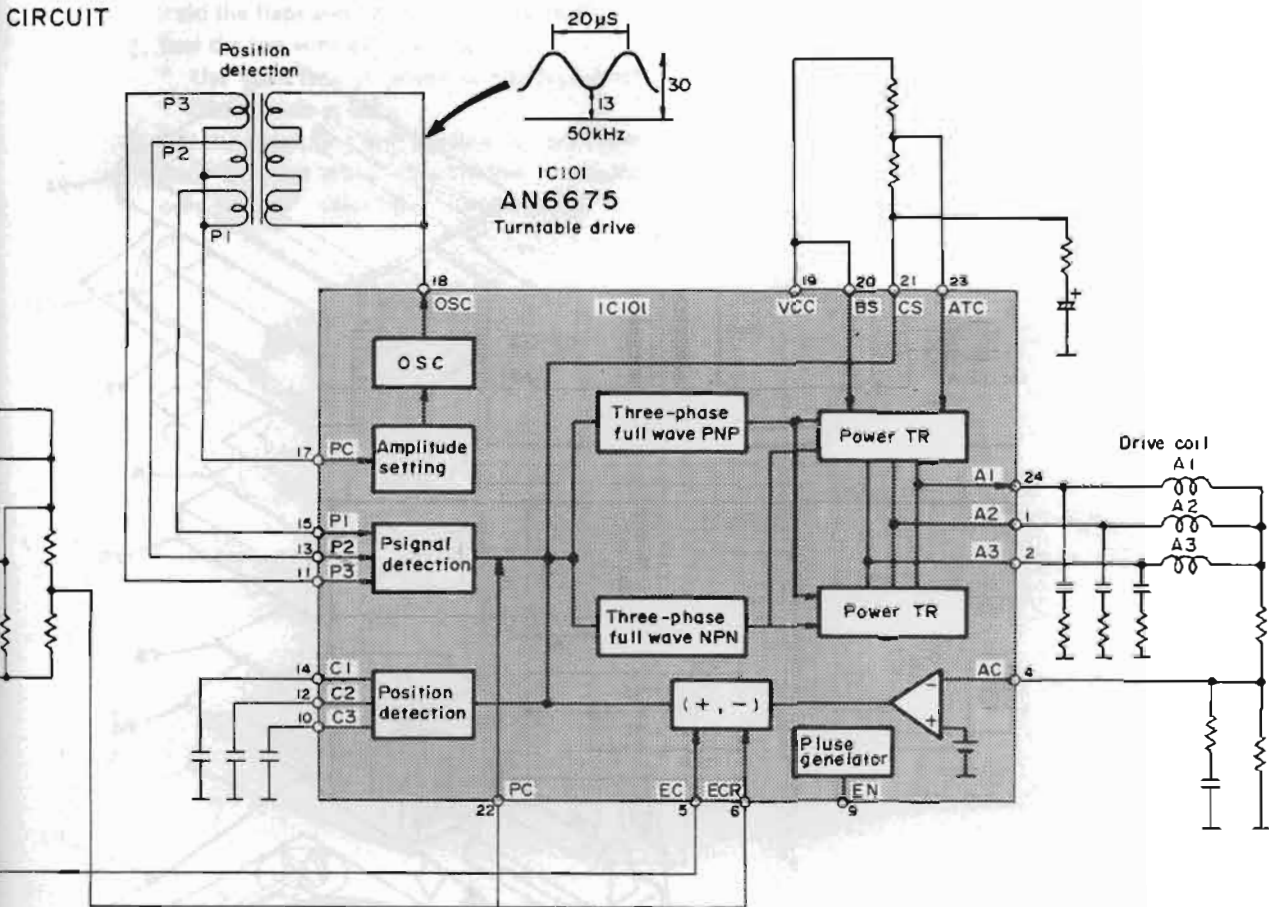 CIRCUIT
Position
detection
20µS
30
13
50kHz
P3
P2
P1
IC101
AN6675
Turntable drive
18
OSC
IC101
19
VCC
20
BS
21
CS
23
ATC
OSC
Three-phase
full wave PNP
Power TR
Drive coil
17
PC
Amplitude
setting
A1
24
A1
A2
1
A2
A3
2
A3
15
P1
13
P2
11
P3
Psignal
detection
Three-phase
full wave NPN
Power TR
14
C1
12
C2
10
C3
Position
detection
(+,-)
-
+
AC
4
Pluse
genelator
PC
22
EC
5
ECR
6
EN
9
+